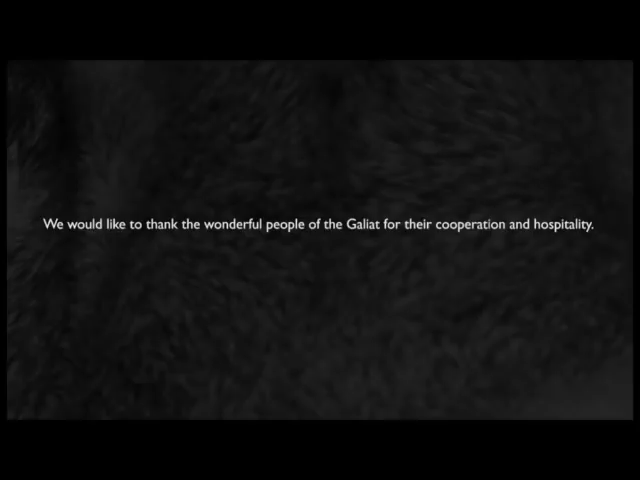 We would like to thank the wonderful people of the Galiat for their cooperation and hospitality.